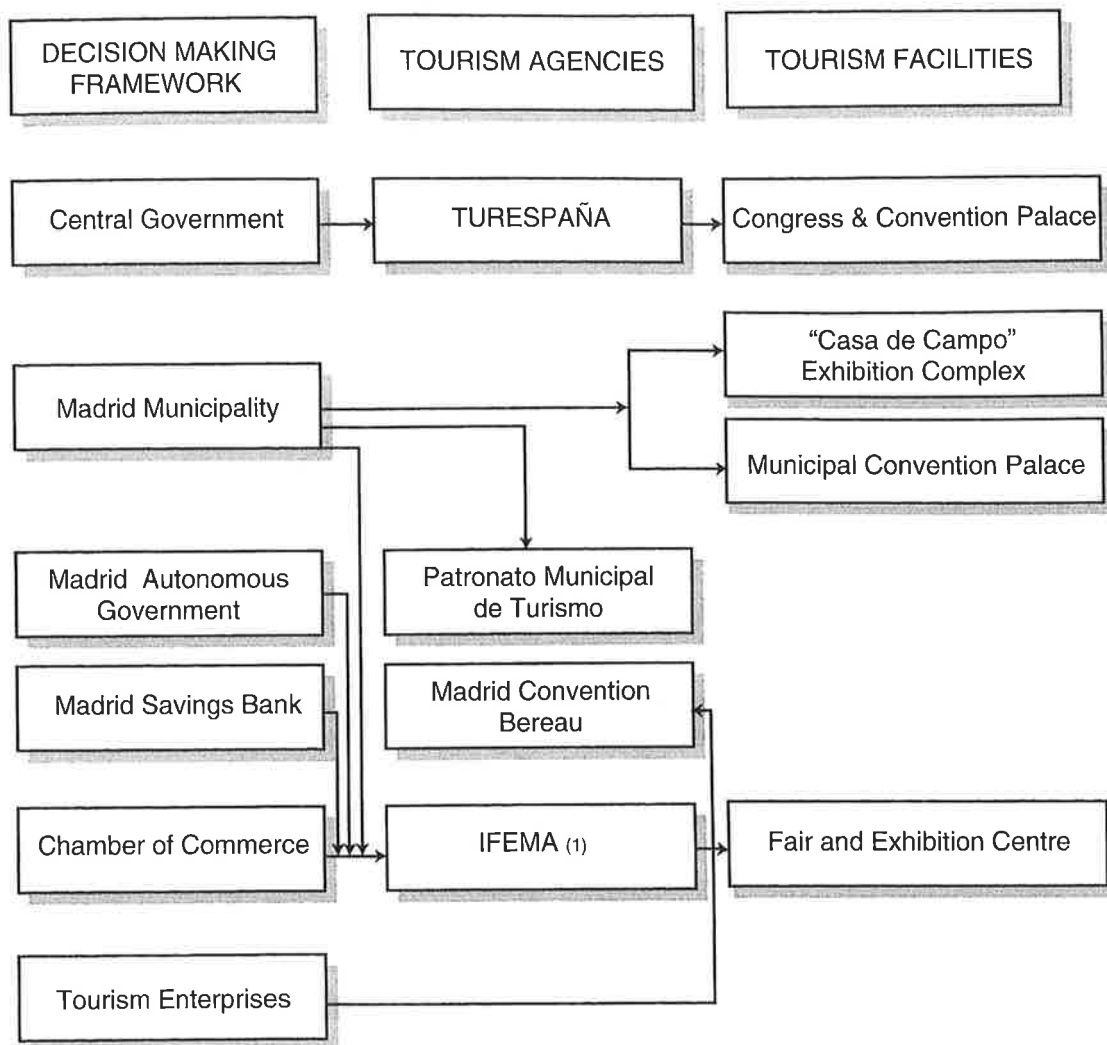 DECISION MAKING
FRAMEWORK
TOURISM AGENCIES
TOURISM FACILITIES
Central Government
TURESPAÑA
Congress & Convention Palace
Madrid Municipality
“Casa de Campo”
Exhibition Complex
Municipal Convention Palace
Madrid Autonomous
Government
Patronato Municipal
de Turismo
Madrid Savings Bank
Madrid Convention
Bereau
Chamber of Commerce
IFEMA (1)
Fair and Exhibition Centre
Tourism Enterprises